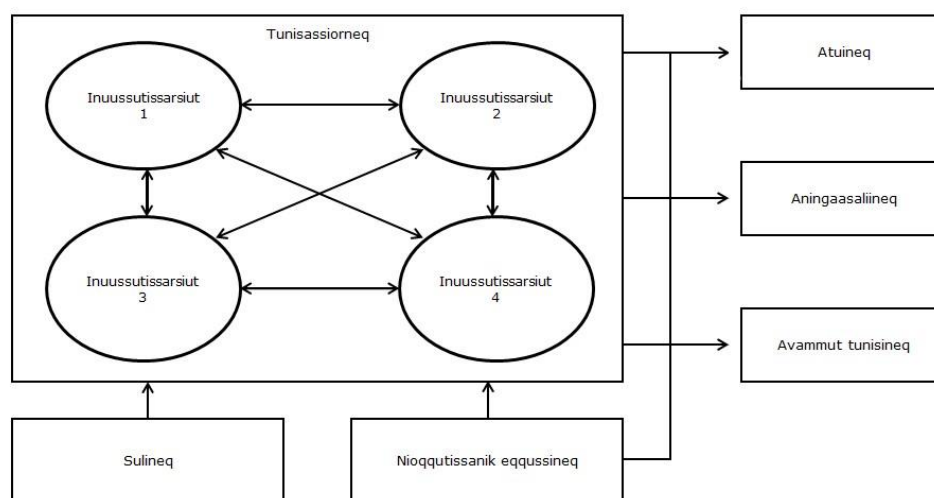 Tunisassiorneq
Atuineq
Inuussutissarsiut
1
Inuussutissarsiut
2
Aningaasaliineq
Inuussutissarsiut
3
Inuussutissarsiut
4
Avammut tunisineq
Sulineq
Nioqqutissanik eqqussineq